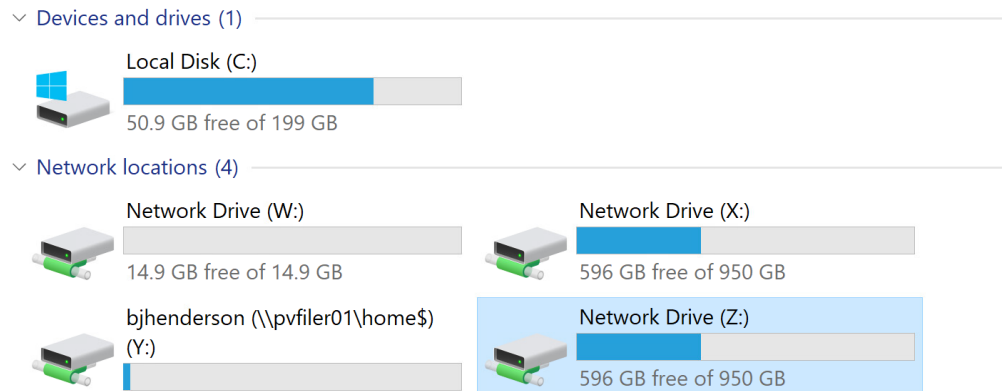 Devices and drives (1)
Local Disk (C:)
50.9 GB free of 199 GB
Network locations (4)
Network Drive (W:)
14.9 GB free of 14.9 GB
Network Drive (X:)
596 GB free of 950 GB
bjhenderson (\\pvfiler01\home$)
(Y:)
Network Drive (Z:)
596 GB free of 950 GB